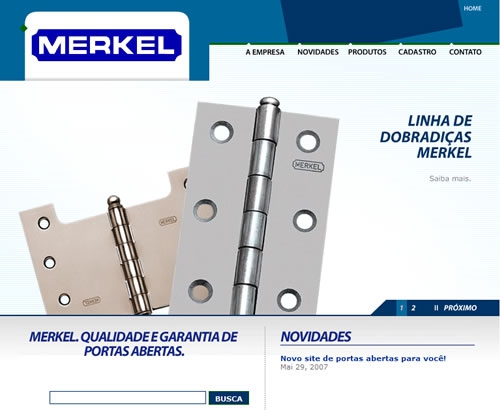 HOME
MERKEL
A EMPRESA NOVIDADES PRODUTOS CADASTRO CONTATO
LINHA DE
DOBRADIÇAS
MERKEL
Saiba mais.
MERKEL
MERKEL
1 2 II PRÓXIMO
MERKEL. QUALIDADE E GARANTIA DE
PORTAS ABERTAS.
BUSCA
NOVIDADES
Novo site de portas abertas para você!
Mai 29, 2007